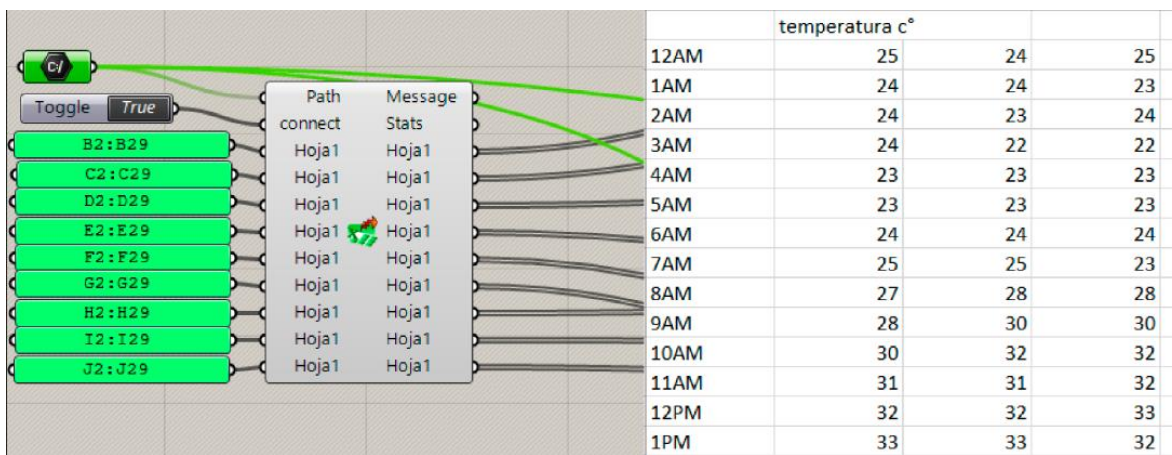 C:/
Toggle True
B2:B29
C2:C29
D2:D29
E2:E29
F2:F29
G2:G29
H2:H29
I2:I29
J2:J29
Path Message
connect Stats
Hoja1 Hoja1
Hoja1 Hoja1
Hoja1 Hoja1
Hoja1 Hoja1
Hoja1 Hoja1
Hoja1 Hoja1
Hoja1 Hoja1
Hoja1 Hoja1
Hoja1 Hoja1
temperatura c°
12AM 25 24 25
1AM 24 24 23
2AM 24 23 24
3AM 24 22 22
4AM 23 23 23
5AM 23 23 23
6AM 24 24 24
7AM 25 25 23
8AM 27 28 28
9AM 28 30 30
10AM 30 32 32
11AM 31 31 32
12PM 32 32 33
1PM 33 33 32